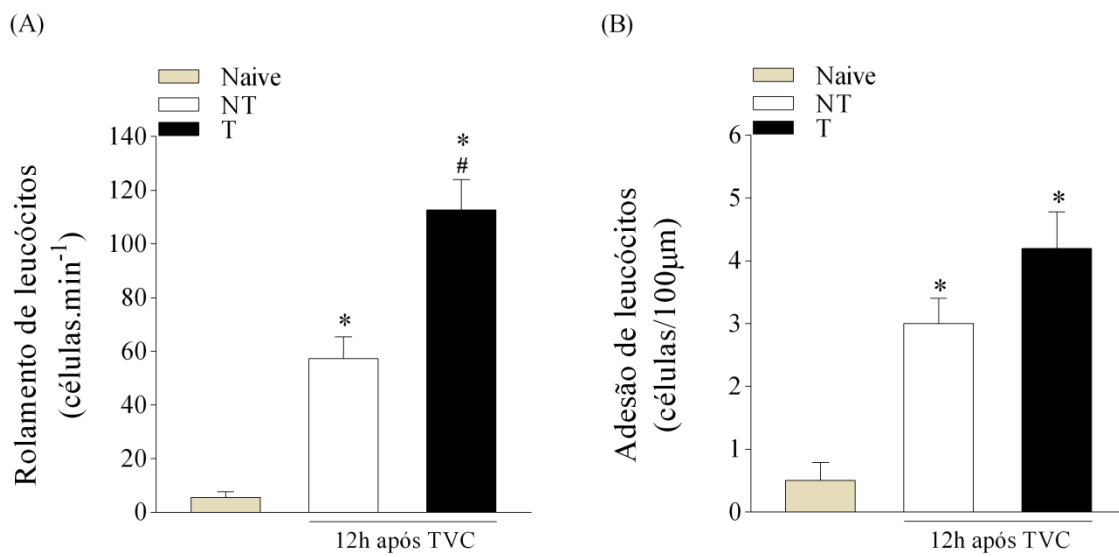 (A)
Naive
NT
T
Rolamento de leucócitos
(células.min⁻¹)
140
120
100
80
60
40
20
0
*
*
#
12h após TVC
(B)
Naive
NT
T
Adesão de leucócitos
(células/100µm)
6
5
4
3
2
1
0
*
*
12h após TVC